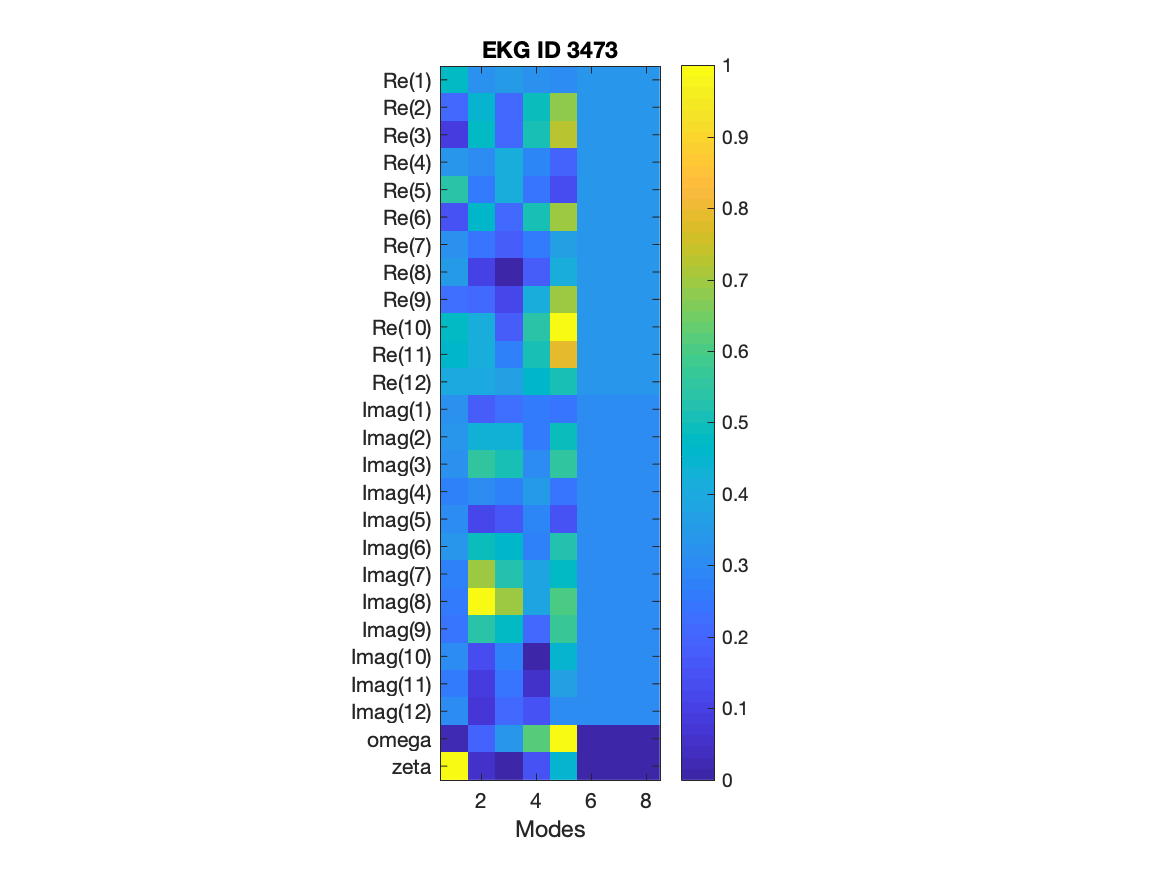 EKG ID 3473
Re(1)
Re(2)
Re(3)
Re(4)
Re(5)
Re(6)
Re(7)
Re(8)
Re(9)
Re(10)
Re(11)
Re(12)
Imag(1)
Imag(2)
Imag(3)
Imag(4)
Imag(5)
Imag(6)
Imag(7)
Imag(8)
Imag(9)
Imag(10)
Imag(11)
Imag(12)
omega
zeta
2 4 6 8
Modes
1
0.9
0.8
0.7
0.6
0.5
0.4
0.3
0.2
0.1
0